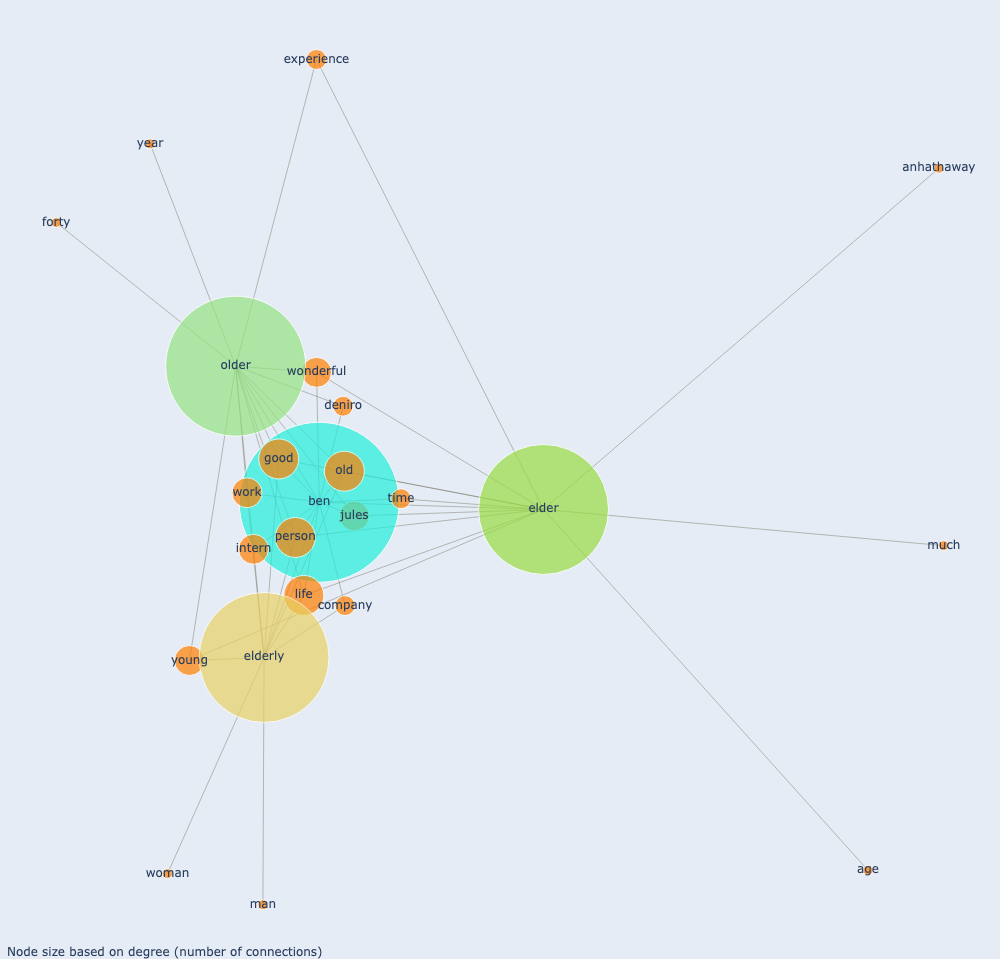 experience
year
anhathaway
forty
older
wonderful
deniro
good
old
work
time
ben
elder
jules
person
intern
much
life
company
young
elderly
woman
age
man
Node size based on degree (number of connections)